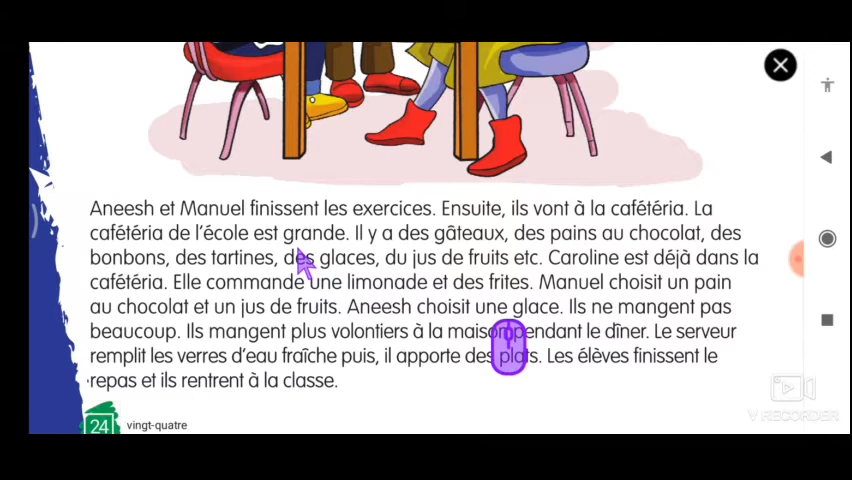 Aneesh et Manuel finissent les exercices. Ensuite, ils vont à la cafétéria. La
cafétéria de l'école est grande. Il y a des gâteaux, des pains au chocolat, des
bonbons, des tartines, des glaces, du jus de fruits etc. Caroline est déjà dans la
cafétéria. Elle commande une limonade et des frites. Manuel choisit un pain
au chocolat et un jus de fruits. Aneesh choisit une glace. Ils ne mangent pas
beaucoup. Ils mangent plus volontiers à la maison pendant le dîner. Le serveur
remplit les verres d'eau fraîche puis, il apporte des plats. Les élèves finissent le
repas et ils rentrent à la classe.
24 vingt-quatre
V RECORDER